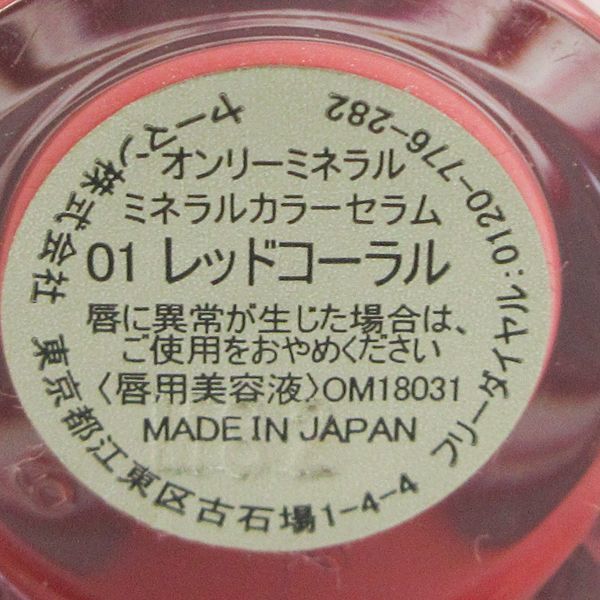 オンリーミネラル
ミネラルカラーセラム
01 レッドコーラル
唇に異常が生じた場合は、
ご使用をおやめください
〈唇用美容液〉OM18031
MADE IN JAPAN
ヤーマン株式会社 東京都江東区古石場1-4-4 フリーダイヤル:0120-776-282